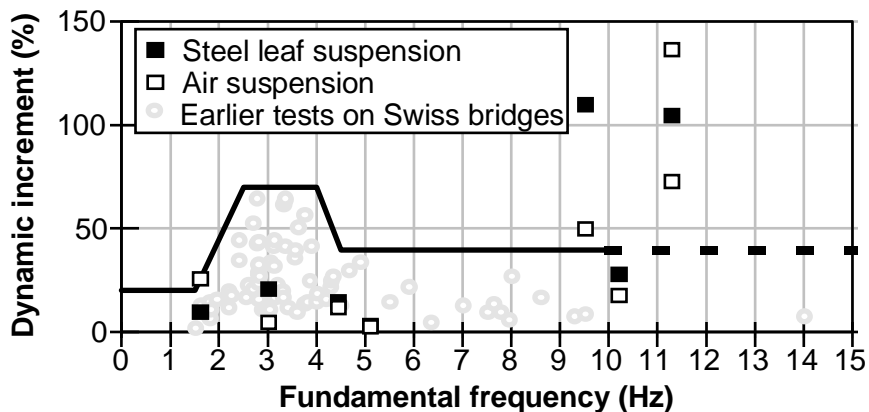 Dynamic increment (%)
150
100
50
0
Steel leaf suspension
Air suspension
Earlier tests on Swiss bridges
0 1 2 3 4 5 6 7 8 9 10 11 12 13 14 15
Fundamental frequency (Hz)